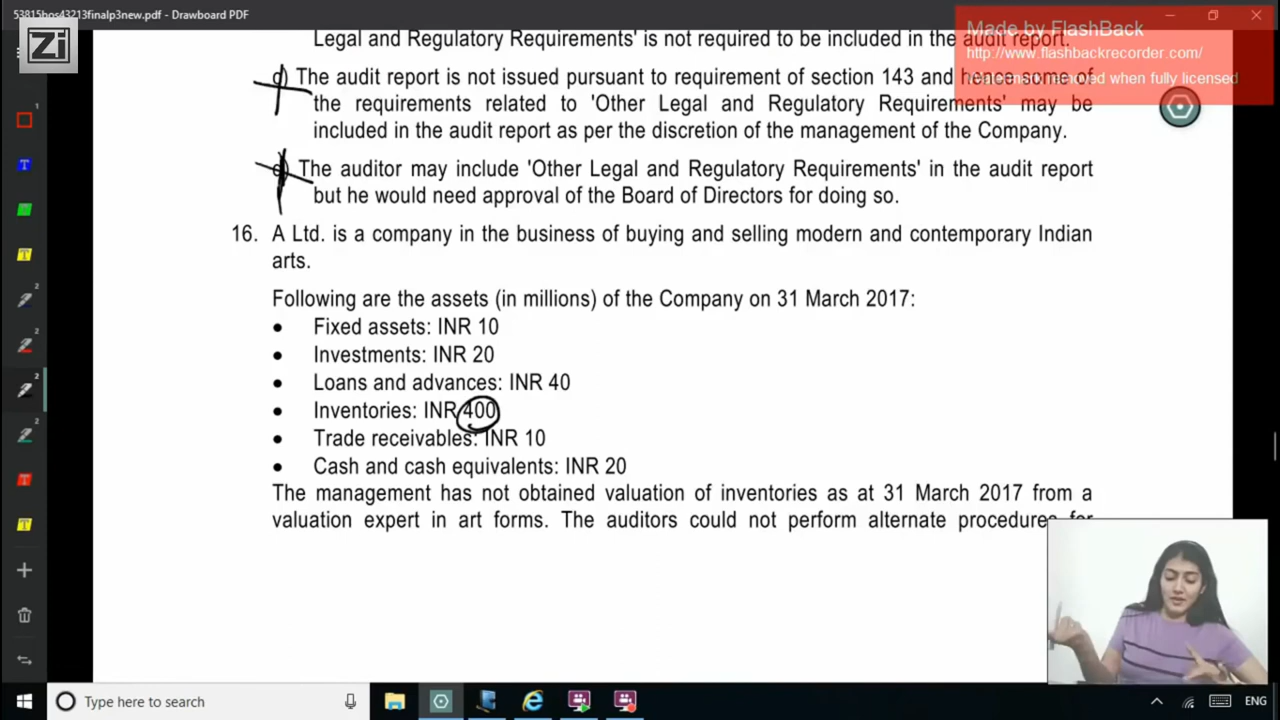 53815bos43213finalp3new.pdf - Drawboard PDF
Zi
Made by FlashBack
http://www.flashbackrecorder.com/
removed when fully licensed
Legal and Regulatory Requirements' is not required to be included in the audit report.
The audit report is not issued pursuant to requirement of section 143 and hence some of
the requirements related to 'Other Legal and Regulatory Requirements' may be
included in the audit report as per the discretion of the management of the Company.
The auditor may include 'Other Legal and Regulatory Requirements' in the audit report
but he would need approval of the Board of Directors for doing so.
16. A Ltd. is a company in the business of buying and selling modern and contemporary Indian
arts.
Following are the assets (in millions) of the Company on 31 March 2017:
• Fixed assets: INR 10
• Investments: INR 20
• Loans and advances: INR 40
• Inventories: INR 400
• Trade receivables: INR 10
• Cash and cash equivalents: INR 20
The management has not obtained valuation of inventories as at 31 March 2017 from a
valuation expert in art forms. The auditors could not perform alternate procedures for
Type here to search
ENG